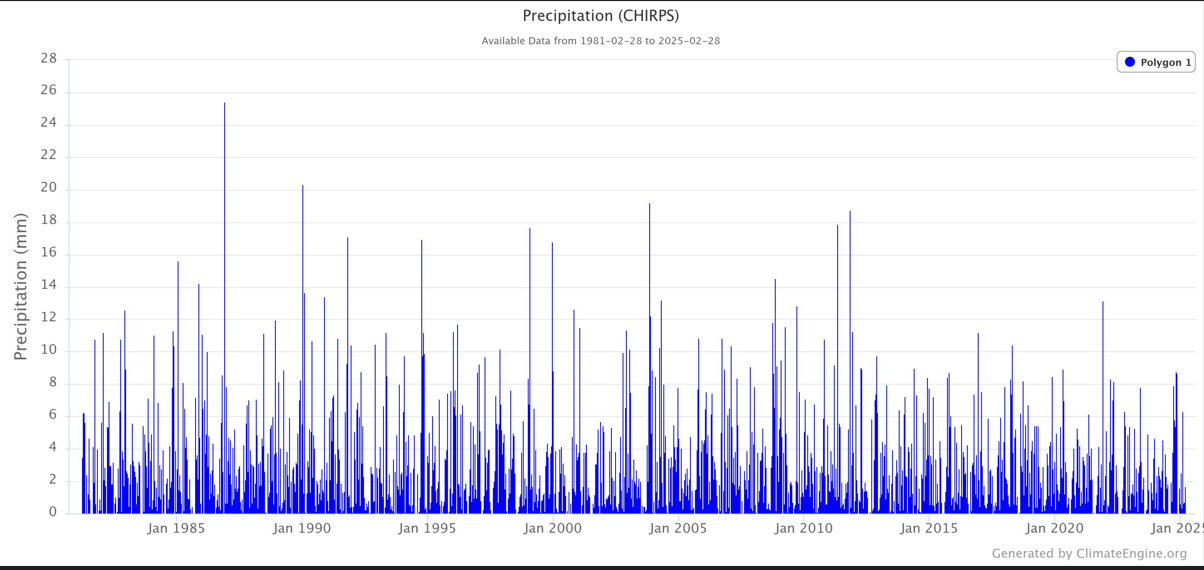 Precipitation (CHIRPS)
Available Data from 1981-02-28 to 2025-02-28
Polygon 1
Precipitation (mm)
28
26
24
22
20
18
16
14
12
10
8
6
4
2
0
Jan 1985 Jan 1990 Jan 1995 Jan 2000 Jan 2005 Jan 2010 Jan 2015 Jan 2020 Jan 2025
Generated by ClimateEngine.org